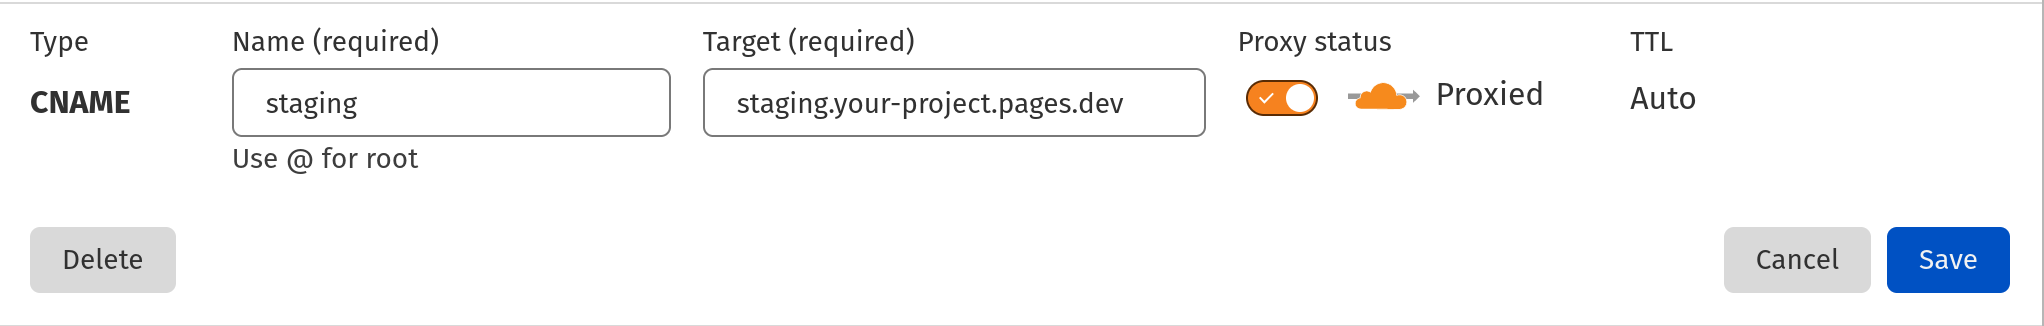 Type Name (required) Target (required) Proxy status TTL
CNAME staging staging.your-project.pages.dev Proxied Auto
Use @ for root
Delete Cancel Save